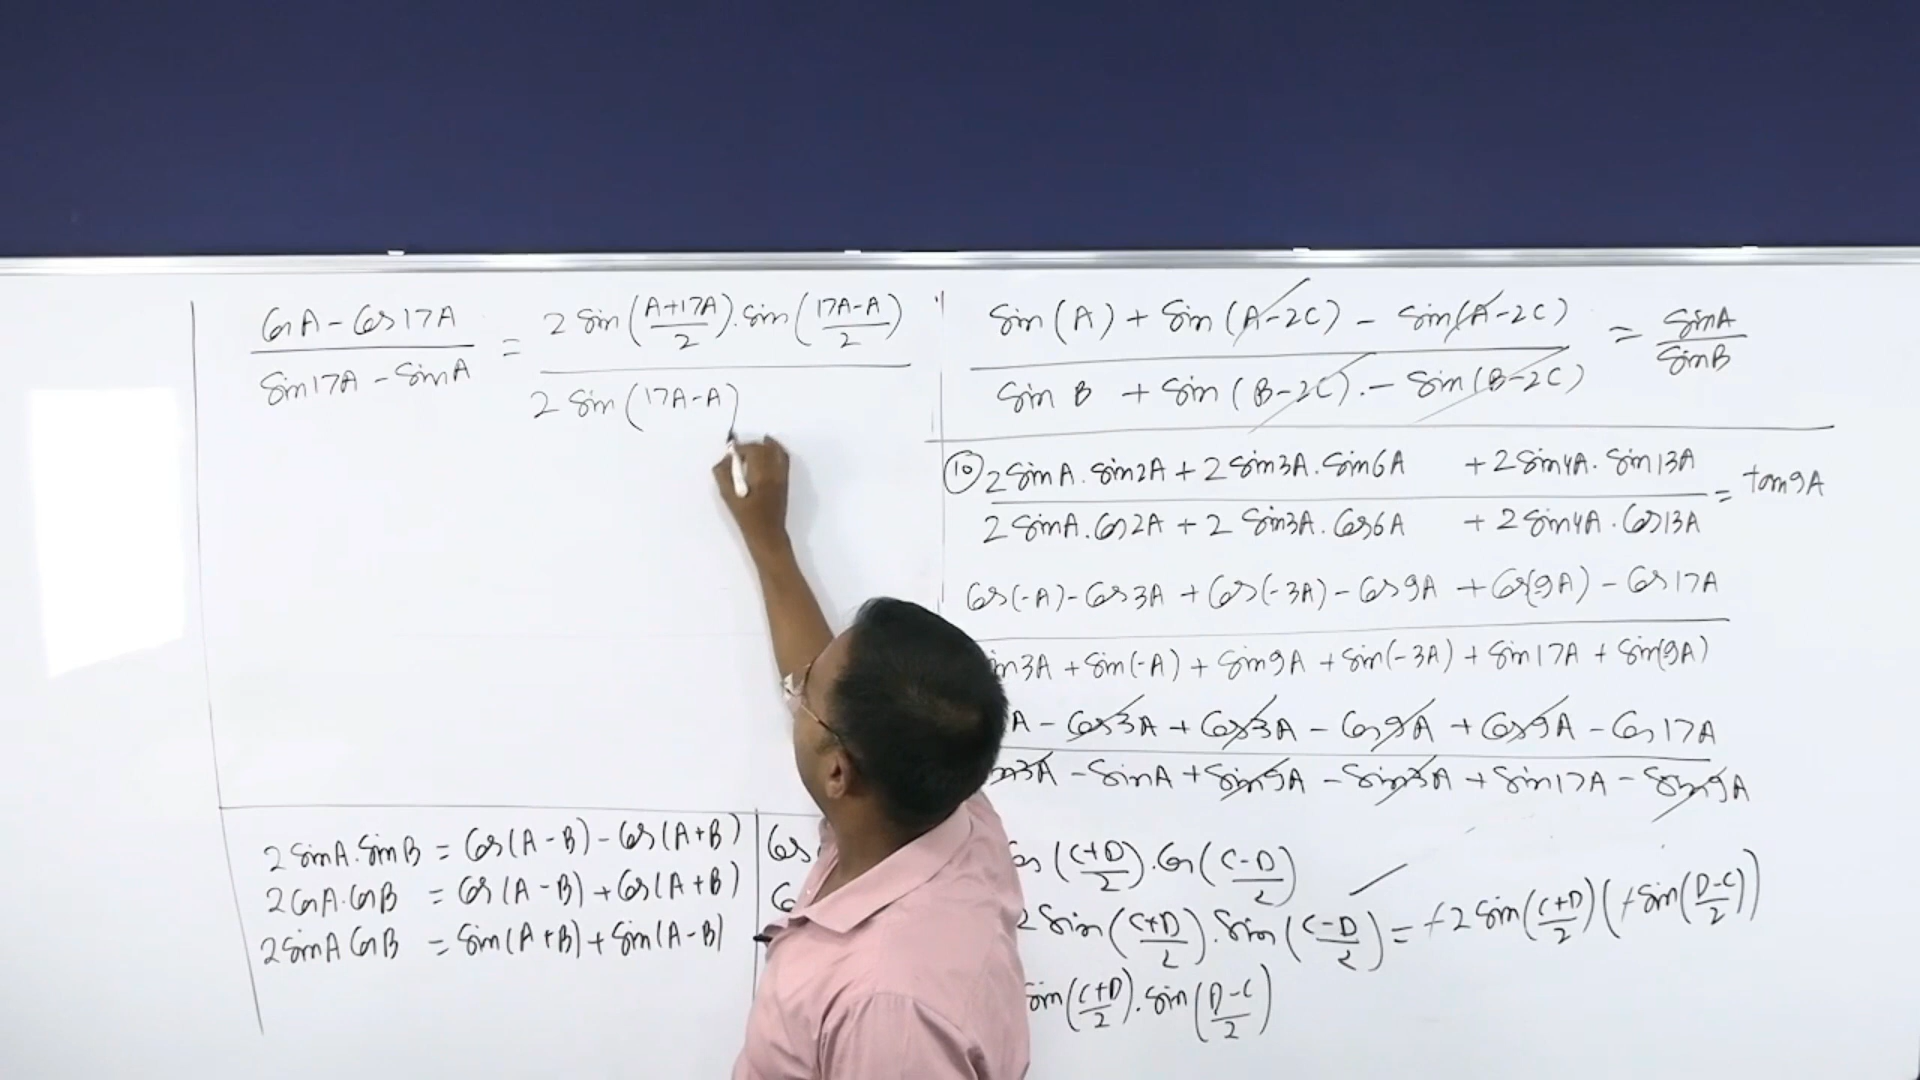 CosA - Cos17A / Sin17A - SinA = 2 Sin((A+17A)/2) . Sin((17A-A)/2) / 2 Sin(17A-A)
Sin(A) + Sin(A-2C) - Sin(A-2C) / Sin B + Sin(B-2C) . - Sin(B-2C) = SinA / SinB
⑩ 2SinA . Sin2A + 2Sin3A . Sin6A + 2Sin4A . Sin13A / 2SinA . Cos2A + 2Sin3A . Cos6A + 2Sin4A . Cos13A = tan9A
Cos(-A) - Cos3A + Cos(-3A) - Cos9A + Cos(9A) - Cos17A
in3A + Sin(-A) + Sin9A + Sin(-3A) + Sin17A + Sin(9A)
A - Cos3A + Cos3A - Cos9A + Cos9A - Cos17A
in3A - SinA + Sin9A - Sin3A + Sin17A - Sin9A
2SinA . SinB = Cos(A-B) - Cos(A+B)
2CosA . CosB = Cos(A-B) + Cos(A+B)
2SinA CosB = Sin(A+B) + Sin(A-B)
Cos
Co
os((C+D)/2) . Cos((C-D)/2)
2 Sin((C+D)/2) . Sin((C-D)/2) = +2 Sin((C+D)/2) (+Sin((D-C)/2))
Sin((C+D)/2) . Sin((D-C)/2)